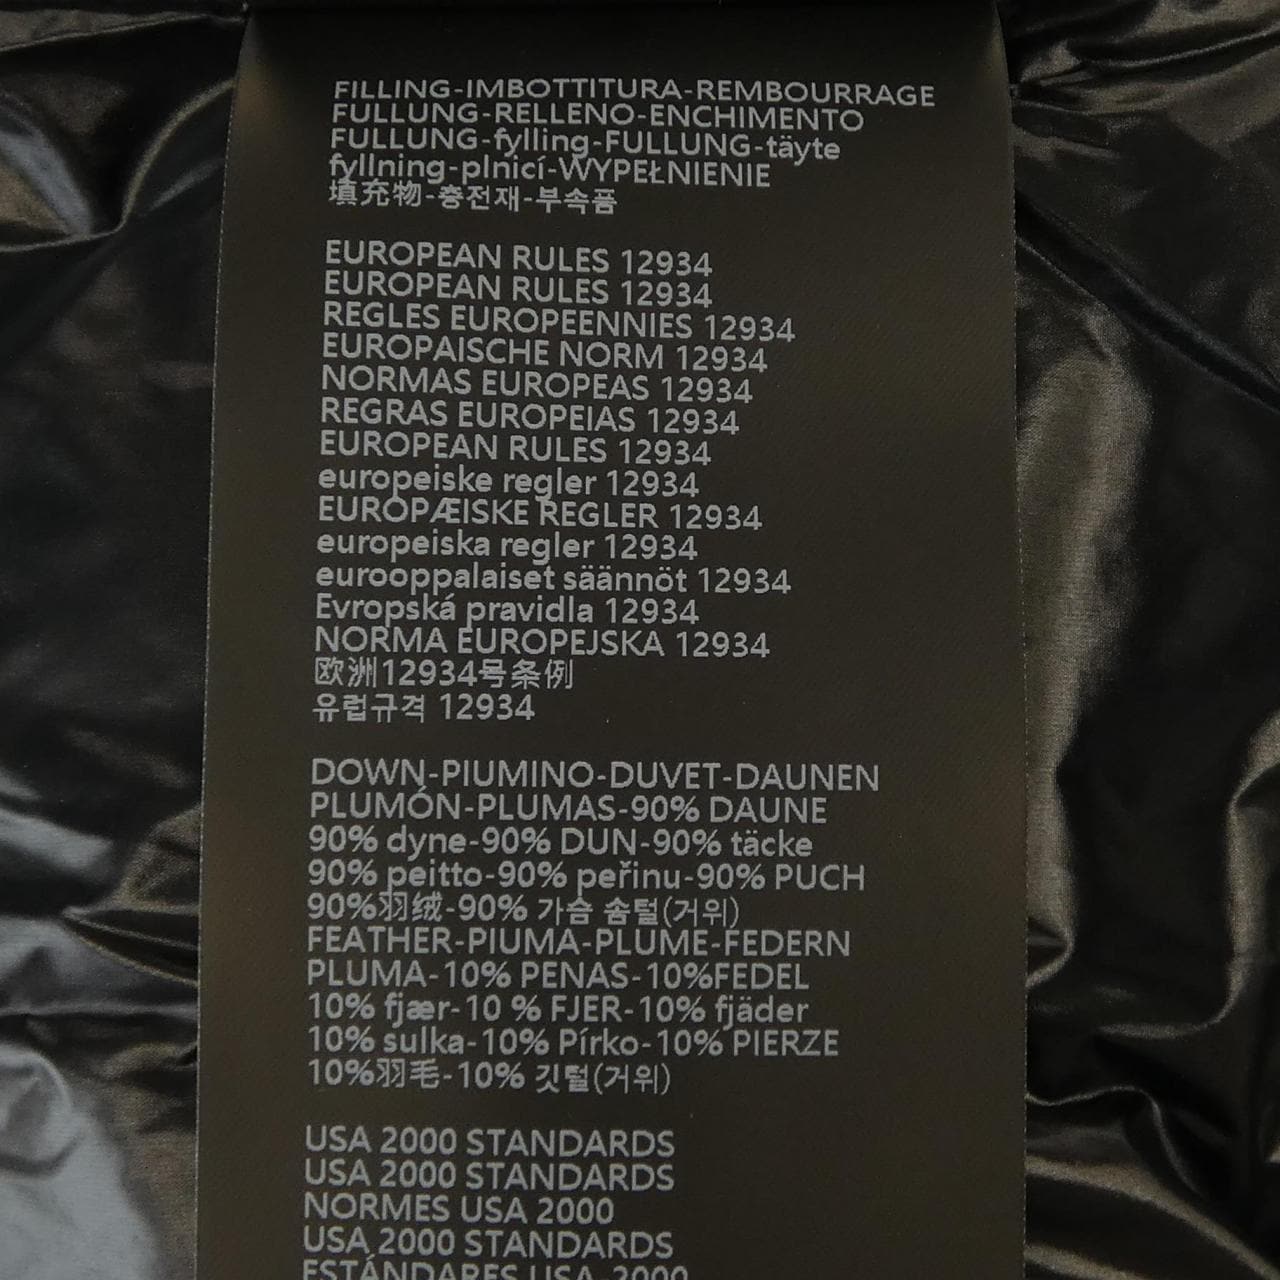 FILLING-IMBOTTITURA-REMBOURRAGE
FULLUNG-RELLENO-ENCHIMENTO
FULLUNG-fylling-FULLUNG-täyte
fyllning-plnicí-WYPEŁNIENIE
填充物-충전재-부속품
EUROPEAN RULES 12934
EUROPEAN RULES 12934
REGLES EUROPEENNIES 12934
EUROPAISCHE NORM 12934
NORMAS EUROPEAS 12934
REGRAS EUROPEIAS 12934
EUROPEAN RULES 12934
europeiske regler 12934
EUROPÆISKE REGLER 12934
europeiska regler 12934
eurooppalaiset säännöt 12934
Evropská pravidla 12934
NORMA EUROPEJSKA 12934
欧洲12934号条例
유럽규격 12934
DOWN-PIUMINO-DUVET-DAUNEN
PLUMÓN-PLUMAS-90% DAUNE
90% dyne-90% DUN-90% täcke
90% peitto-90% peřinu-90% PUCH
90%羽绒-90% 가슴 솜털(거위)
FEATHER-PIUMA-PLUME-FEDERN
PLUMA-10% PENAS-10%FEDEL
10% fjær-10 % FJER-10% fjäder
10% sulka-10% Pírko-10% PIERZE
10%羽毛-10% 깃털(거위)
USA 2000 STANDARDS
USA 2000 STANDARDS
NORMES USA 2000
USA 2000 STANDARDS
ESTÁNDARES USA 2000